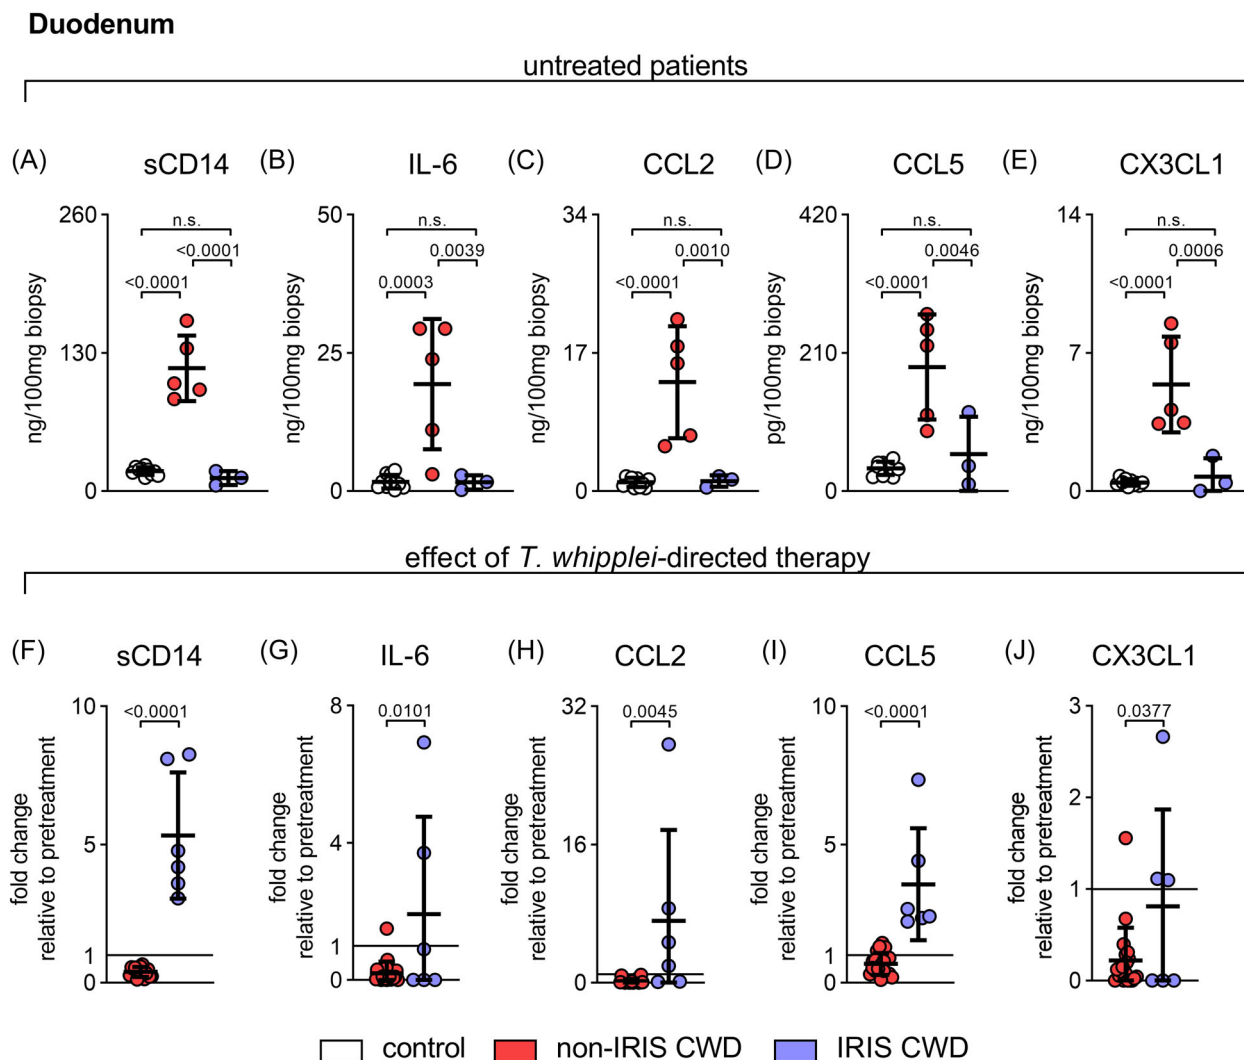 Duodenum
untreated patients
(A) sCD14 (B) IL-6 (C) CCL2 (D) CCL5 (E) CX3CL1
ng/100mg biopsy
260
130
0
n.s.
<0.0001
<0.0001
ng/100mg biopsy
50
25
0
n.s.
0.0039
0.0003
ng/100mg biopsy
34
17
0
n.s.
0.0010
<0.0001
pg/100mg biopsy
420
210
0
n.s.
0.0046
<0.0001
ng/100mg biopsy
14
7
0
n.s.
0.0006
<0.0001
effect of T. whipplei-directed therapy
(F) sCD14 (G) IL-6 (H) CCL2 (I) CCL5 (J) CX3CL1
fold change
relative to pretreatment
10
5
1
0
<0.0001
fold change
relative to pretreatment
8
4
1
0
0.0101
fold change
relative to pretreatment
32
16
0
0.0045
fold change
relative to pretreatment
10
5
1
0
<0.0001
fold change
relative to pretreatment
3
2
1
0
0.0377
control non-IRIS CWD IRIS CWD